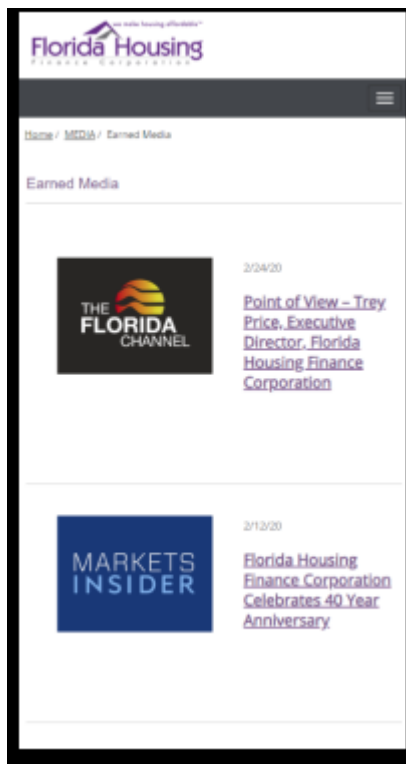 we make housing affordable™
Florida Housing
Finance Corporation
Home / MEDIA / Earned Media
Earned Media
THE
FLORIDA
CHANNEL
2/24/20
Point of View – Trey
Price, Executive
Director, Florida
Housing Finance
Corporation
MARKETS
INSIDER
2/12/20
Florida Housing
Finance Corporation
Celebrates 40 Year
Anniversary